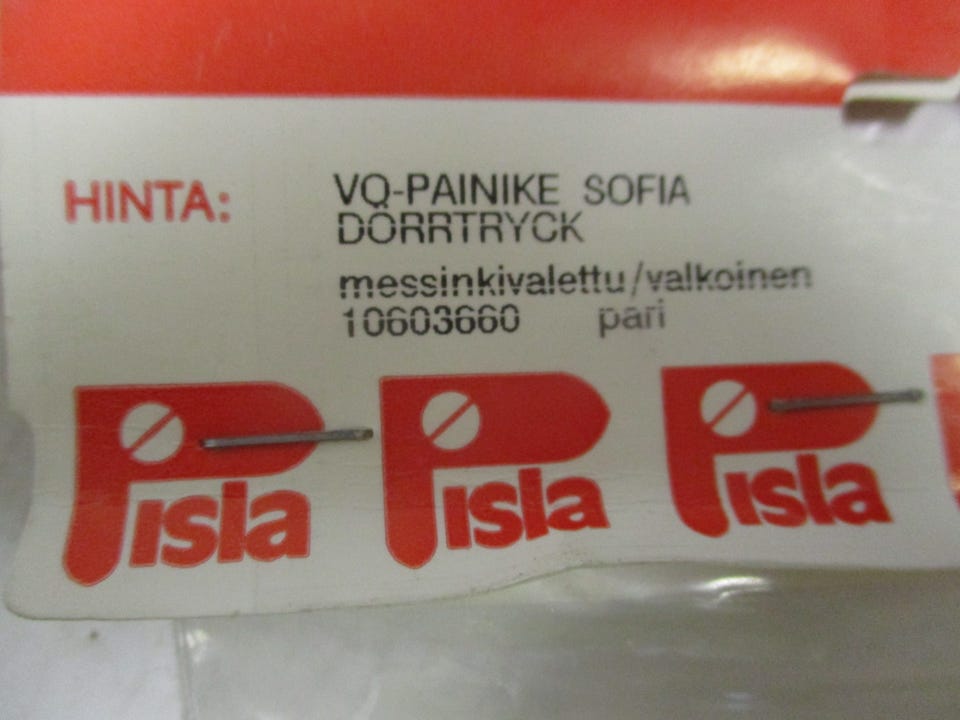 HINTA:
VQ-PAINIKE SOFIA
DÖRRTRYCK
messinkivalettu/valkoinen
10603660 pari
Pisla Pisla Pisla